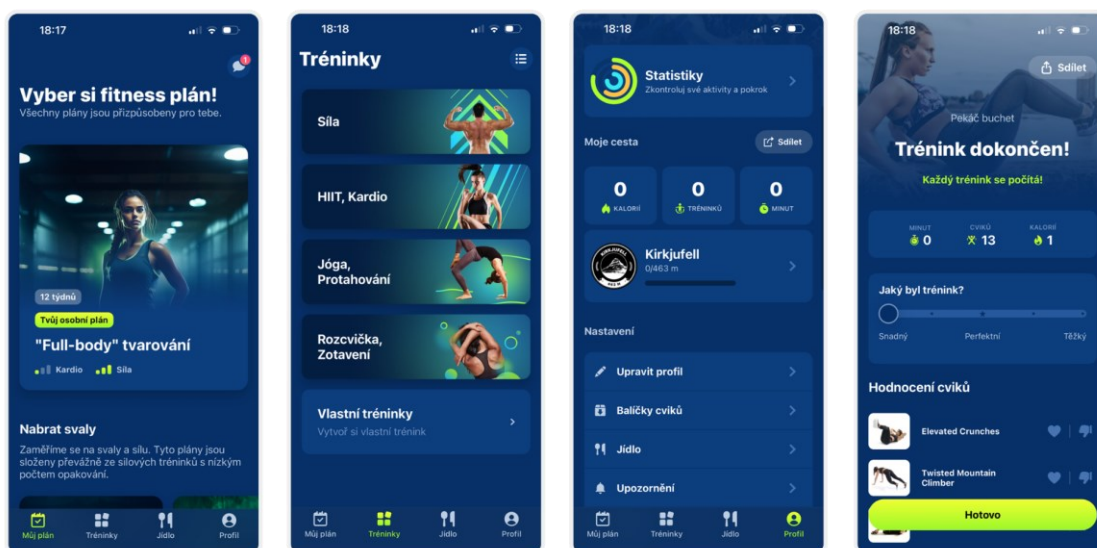 18:17
1
Vyber si fitness plán!
Všechny plány jsou přizpůsobeny pro tebe.
12 týdnů
Tvůj osobní plán
"Full-body" tvarování
Kardio Síla
Nabrat svaly
Zaměříme se na svaly a sílu. Tyto plány jsou
složeny převážně ze silových tréninků s nízkým
počtem opakování.
Můj plán Tréninky Jídlo Profil
18:18
Tréninky
Síla
HIIT, Kardio
Jóga,
Protahování
Rozcvička,
Zotavení
Vlastní tréninky
Vytvoř si vlastní trénink
Můj plán Tréninky Jídlo Profil
18:18
Statistiky
Zkontroluj své aktivity a pokrok
Moje cesta Sdílet
0 0 0
KALORIÍ TRÉNINKŮ MINUT
KIRKJUFELL
463 M
Kirkjufell
0/463 m
Nastavení
Upravit profil
Balíčky cviků
Jídlo
Upozornění
Můj plán Tréninky Jídlo Profil
18:18
Sdílet
Pekáč buchet
Trénink dokončen!
Každý trénink se počítá!
MINUT CVIKŮ KALORIÍ
0 13 1
Jaký byl trénink?
Snadný Perfektní Těžký
Hodnocení cviků
Elevated Crunches
Twisted Mountain
Climber
Hotovo